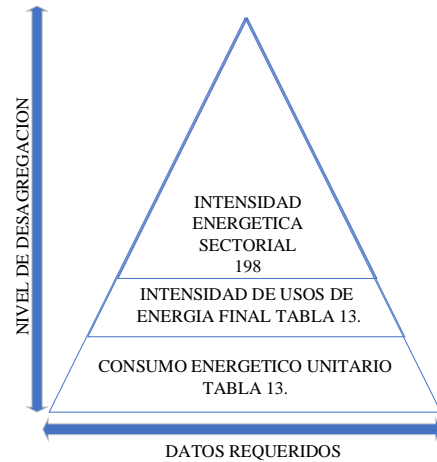 NIVEL DE DESAGREGACION
INTENSIDAD
ENERGETICA
SECTORIAL
198
INTENSIDAD DE USOS DE
ENERGIA FINAL TABLA 13.
CONSUMO ENERGETICO UNITARIO
TABLA 13.
DATOS REQUERIDOS